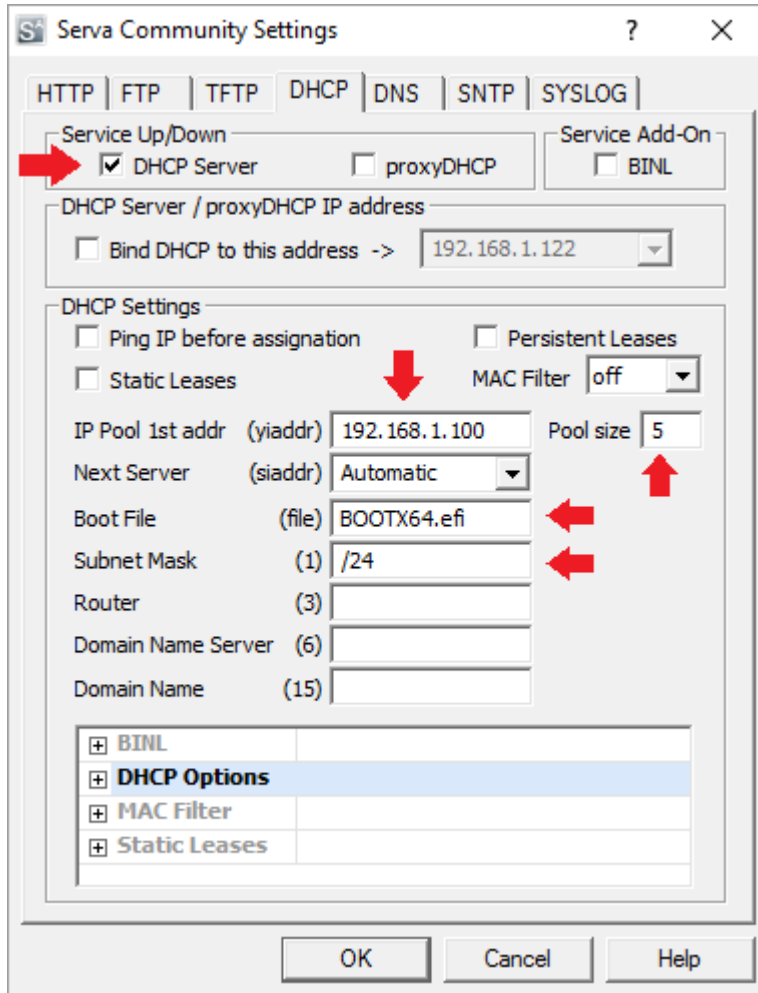 Serva Community Settings ? ×
HTTP FTP TFTP DHCP DNS SNTP SYSLOG
Service Up/Down Service Add-On
DHCP Server proxyDHCP BINL
DHCP Server / proxyDHCP IP address
Bind DHCP to this address -> 192.168.1.122
DHCP Settings
Ping IP before assignation Persistent Leases
Static Leases MAC Filter off
IP Pool 1st addr (yiaddr) 192.168.1.100 Pool size 5
Next Server (siaddr) Automatic
Boot File (file) BOOTX64.efi
Subnet Mask (1) /24
Router (3)
Domain Name Server (6)
Domain Name (15)
BINL
DHCP Options
MAC Filter
Static Leases
OK Cancel Help